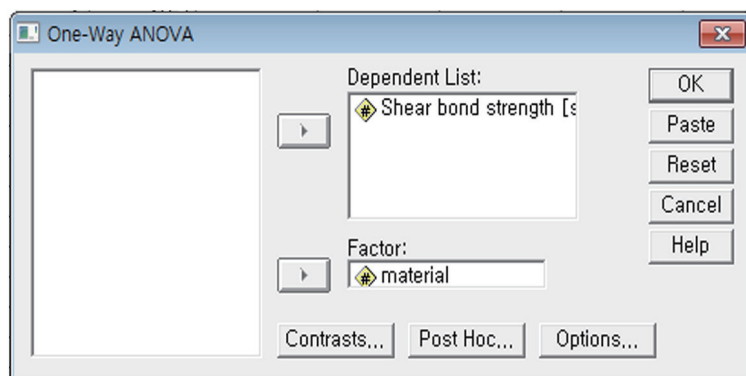 One-Way ANOVA
Dependent List:
Shear bond strength [s
Factor:
material
OK
Paste
Reset
Cancel
Help
Contrasts...
Post Hoc...
Options...